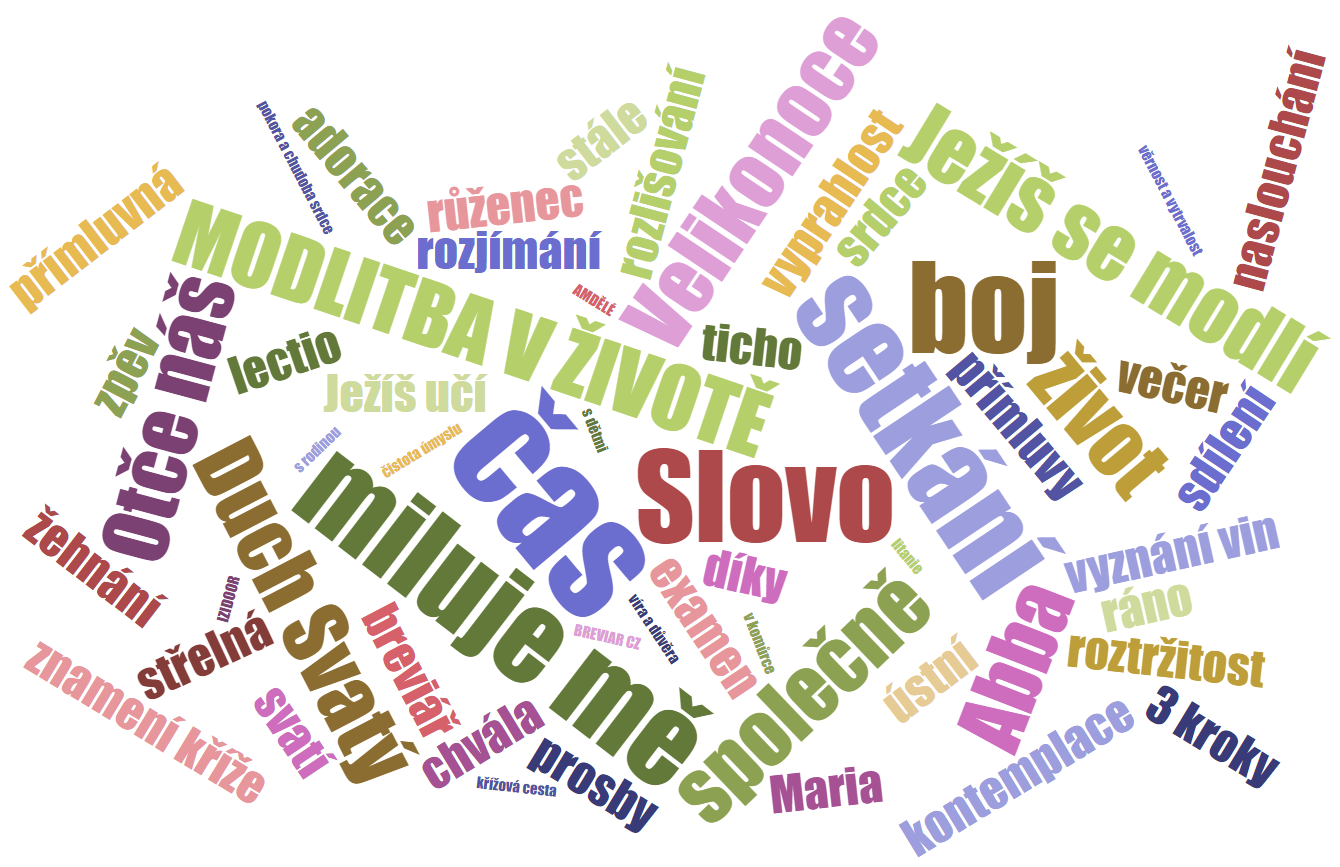 Velikonoce
naslouchání
stále
rozlišování
pokora a chudoba srdce
adorace
růženec
rozjímání
vyprahlost
srdce
Ježíš se modlí
věrnost a vytrvalost
přímluvná
MODLITBA V ŽIVOTĚ
AMDĚLÉ
ticho
setkání
boj
Otče náš
zpěv
lectio
Ježíš učí
přímluvy
život
večer
sdílení
s rodinou
čistota úmyslu
čas
s dětmi
Slovo
Duch Svatý
miluje mě
žehnání
IZIDOOR
střelná
znamení kříže
svatí
breviář
chvála
BREVIAR CZ
víra a důvěra
examen
díky
v komůrce
litanie
společně
ústní
Abba
vyznání vin
ráno
roztržitost
3 kroky
kontemplace
křížová cesta
prosby
Maria